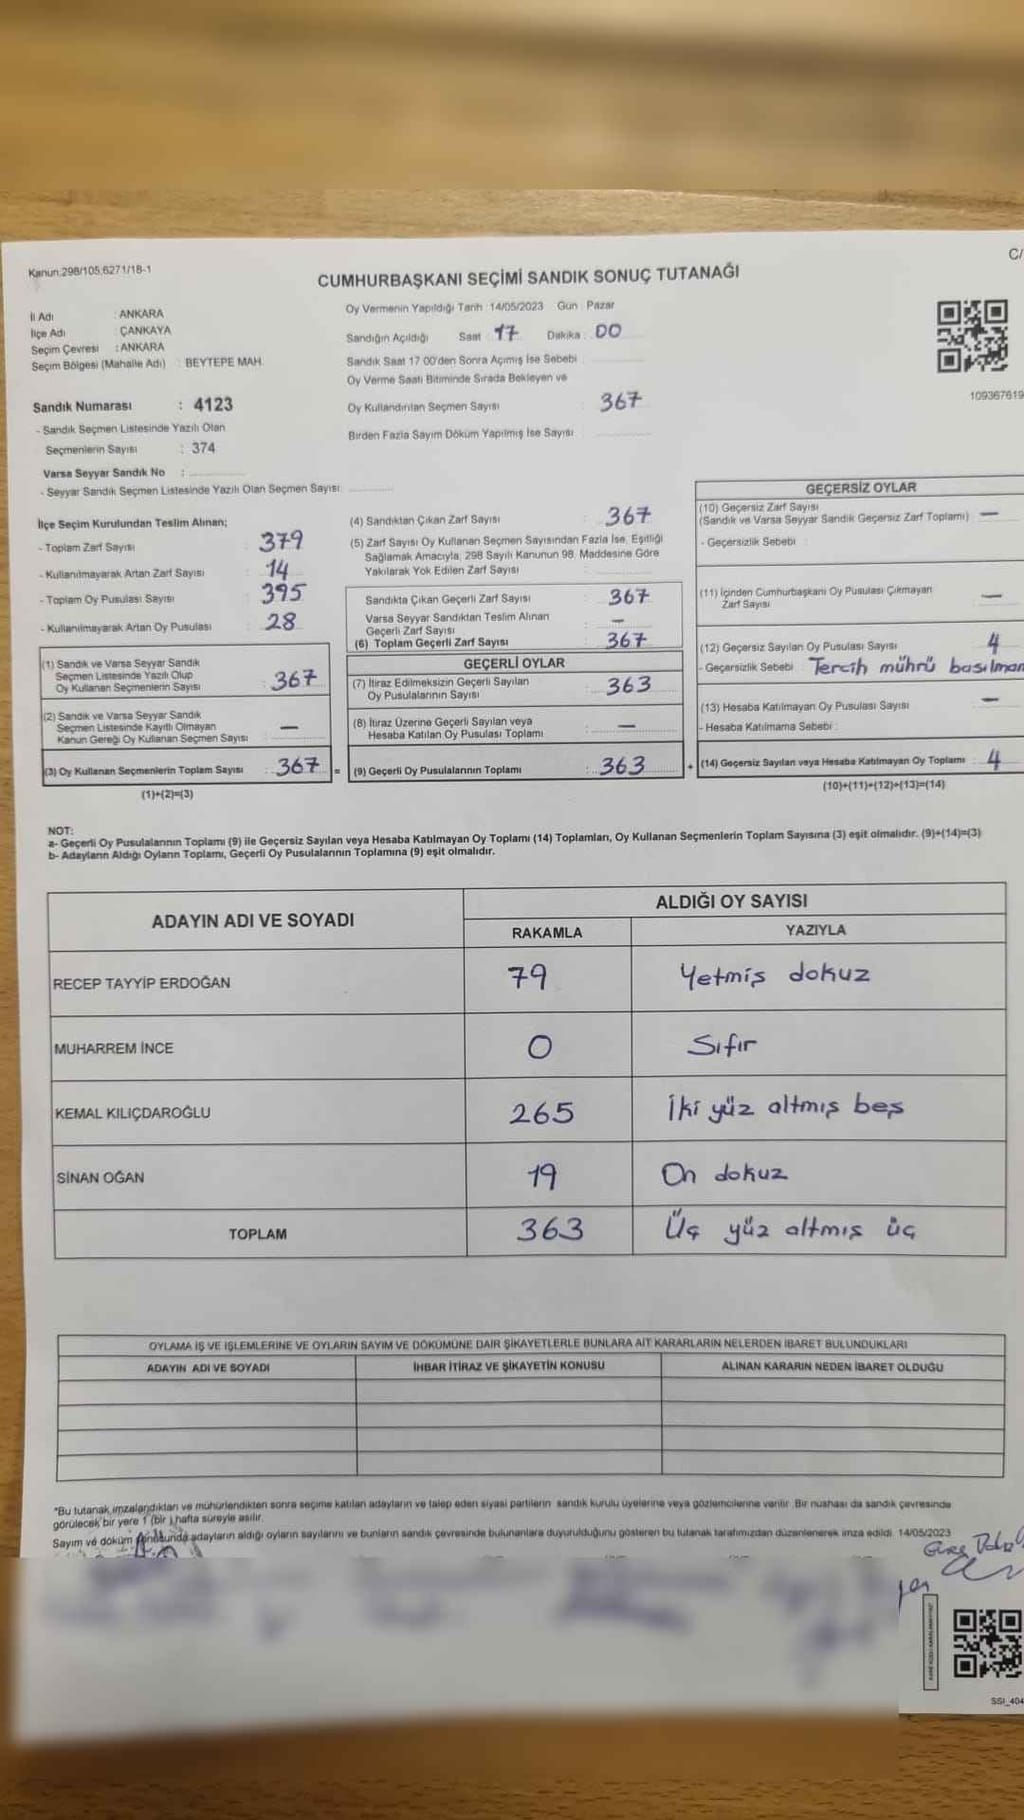 Kanun:298/105,6271/18-1
C/
CUMHURBAŞKANI SEÇİMİ SANDIK SONUÇ TUTANAĞI
İl Adı : ANKARA
İlçe Adı : ÇANKAYA
Seçim Çevresi : ANKARA
Seçim Bölgesi (Mahalle Adı) : BEYTEPE MAH.
Oy Vermenin Yapıldığı Tarih :14/05/2023 Gün : Pazar
Sandığın Açıldığı Saat : 17 Dakika : 00
Sandık Saat 17:00'den Sonra Açımış İse Sebebi :
Oy Verme Saati Bitiminde Sırada Bekleyen ve
Oy Kullandırılan Seçmen Sayısı : 367
Birden Fazla Sayım Döküm Yapılmış İse Sayısı :
109367619
Sandık Numarası : 4123
- Sandık Seçmen Listesinde Yazılı Olan
Seçmenlerin Sayısı : 374
Varsa Seyyar Sandık No :
- Seyyar Sandık Seçmen Listesinde Yazılı Olan Seçmen Sayısı:
İlçe Seçim Kurulundan Teslim Alınan;
- Toplam Zarf Sayısı : 379
- Kullanılmayarak Artan Zarf Sayısı : 14
- Toplam Oy Pusulası Sayısı : 395
- Kullanılmayarak Artan Oy Pusulası : 28
(1) Sandık ve Varsa Seyyar Sandık
Seçmen Listesinde Yazılı Olup
Oy Kullanan Seçmenlerin Sayısı : 367
(2) Sandık ve Varsa Seyyar Sandık
Seçmen Listesinde Kayıtlı Olmayan
Kanun Gereği Oy Kullanan Seçmen Sayısı : —
(3) Oy Kullanan Seçmenlerin Toplam Sayısı : 367 =
(1)+(2)=(3)
(4) Sandıktan Çıkan Zarf Sayısı : 367
(5) Zarf Sayısı Oy Kullanan Seçmen Sayısından Fazla İse, Eşitliği
Sağlamak Amacıyla; 298 Sayılı Kanunun 98. Maddesine Göre
Yakılarak Yok Edilen Zarf Sayısı :
Sandıkta Çıkan Geçerli Zarf Sayısı : 367
Varsa Seyyar Sandıktan Teslim Alınan
Geçerli Zarf Sayısı : —
(6) Toplam Geçerli Zarf Sayısı : 367
GEÇERLİ OYLAR
(7) İtiraz Edilmeksizin Geçerli Sayılan
Oy Pusulalarının Sayısı : 363
(8) İtiraz Üzerine Geçerli Sayılan veya
Hesaba Katılan Oy Pusulası Toplamı : —
(9) Geçerli Oy Pusulalarının Toplamı : 363 +
GEÇERSİZ OYLAR
(10) Geçersiz Zarf Sayısı
(Sandık ve Varsa Seyyar Sandık Geçersiz Zarf Toplamı) : —
- Geçersizlik Sebebi :
(11) İçinden Cumhurbaşkanı Oy Pusulası Çıkmayan
Zarf Sayısı : —
(12) Geçersiz Sayılan Oy Pusulası Sayısı : 4
- Geçersizlik Sebebi : Tercih mührü basılmam
(13) Hesaba Katılmayan Oy Pusulası Sayısı : —
- Hesaba Katılmama Sebebi :
(14) Geçersiz Sayılan veya Hesaba Katılmayan Oy Toplamı : 4
(10)+(11)+(12)+(13)=(14)
NOT:
a- Geçerli Oy Pusulalarının Toplamı (9) ile Geçersiz Sayılan veya Hesaba Katılmayan Oy Toplamı (14) Toplamları, Oy Kullanan Seçmenlerin Toplam Sayısına (3) eşit olmalıdır. (9)+(14)=(3)
b- Adayların Aldığı Oyların Toplamı, Geçerli Oy Pusulalarının Toplamına (9) eşit olmalıdır.
ADAYIN ADI VE SOYADI
ALDIĞI OY SAYISI
RAKAMLA YAZIYLA
RECEP TAYYİP ERDOĞAN 79 Yetmiş dokuz
MUHARREM İNCE 0 Sıfır
KEMAL KILIÇDAROĞLU 265 İki yüz altmış beş
SİNAN OĞAN 19 On dokuz
TOPLAM 363 Üç yüz altmış üç
OYLAMA İŞ VE İŞLEMLERİNE VE OYLARIN SAYIM VE DÖKÜMÜNE DAİR ŞİKAYETLERLE BUNLARA AİT KARARLARIN NELERDEN İBARET BULUNDUKLARI
ADAYIN ADI VE SOYADI İHBAR İTİRAZ VE ŞİKAYETİN KONUSU ALINAN KARARIN NEDEN İBARET OLDUĞU
*Bu tutanak imzalandıktan ve mühürlendikten sonra seçime katılan adayların ve talep eden siyasi partilerin sandık kurulu üyelerine veya gözlemcilerine verilir. Bir nüshası da sandık çevresinde
görülecek bir yere 1 (bir ) hafta süreyle asılır.
Sayım ve döküm sonucunda adayların aldığı oyların sayılarını ve bunların sandık çevresinde bulunanlara duyurulduğunu gösteren bu tutanak tarafımızdan düzenlenerek imza edildi. 14/05/2023
SSI_404